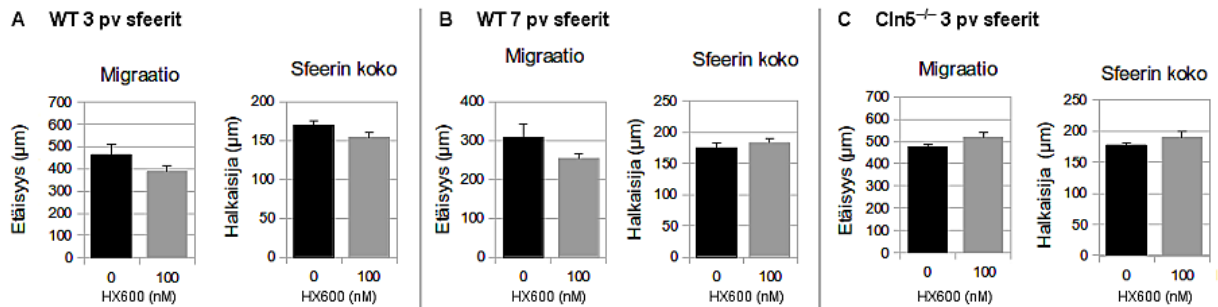 A WT 3 pv sfeerit
Migraatio
Etäisyys (µm)
700
600
500
400
300
200
100
0
0 100
HX600 (nM)
Sfeerin koko
Halkaisija (µm)
200
150
100
50
0
0 100
HX600 (nM)
B WT 7 pv sfeerit
Migraatio
Etäisyys (µm)
400
300
200
100
0
0 100
HX600 (nM)
Sfeerin koko
Halkaisija (µm)
250
200
150
100
50
0
0 100
HX600 (nM)
C Cln5⁻/⁻ 3 pv sfeerit
Migraatio
Etäisyys (µm)
700
600
500
400
300
200
100
0
0 100
HX600 (nM)
Sfeerin koko
Halkaisija (µm)
250
200
150
100
50
0
0 100
HX600 (nM)